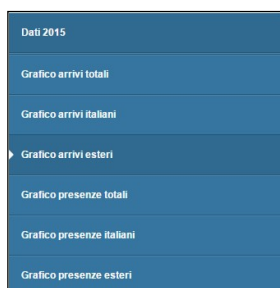 Dati 2015
Grafico arrivi totali
Grafico arrivi italiani
Grafico arrivi esteri
Grafico presenze totali
Grafico presenze italiani
Grafico presenze esteri